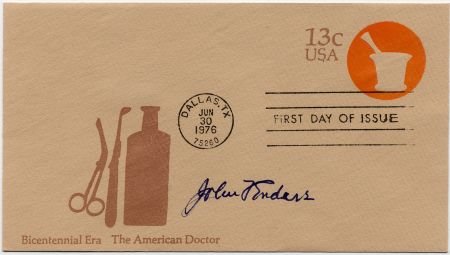 13c
USA
DALLAS, TX
JUN
30
1976
75260
FIRST DAY OF ISSUE
John Enders
Bicentennial Era The American Doctor